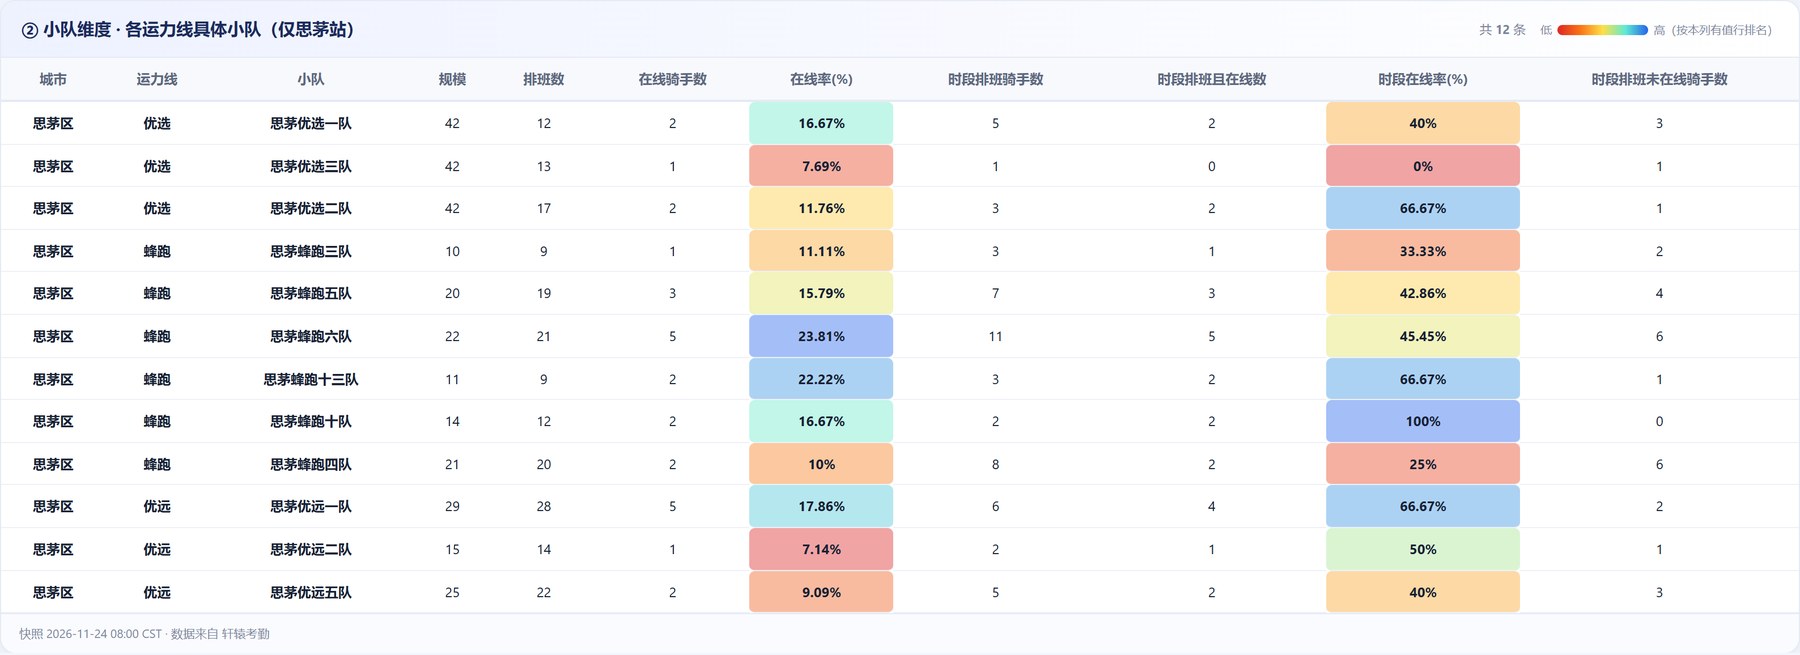 ② 小队维度 · 各运力线具体小队（仅思茅站）
共 12 条 低 高 (按本列有值行排名)
城市 运力线 小队 规模 排班数 在线骑手数 在线率(%) 时段排班骑手数 时段排班且在线数 时段在线率(%) 时段排班未在线骑手数
思茅区 优选 思茅优选一队 42 12 2 16.67% 5 2 40% 3
思茅区 优选 思茅优选三队 42 13 1 7.69% 1 0 0% 1
思茅区 优选 思茅优选二队 42 17 2 11.76% 3 2 66.67% 1
思茅区 蜂跑 思茅蜂跑三队 10 9 1 11.11% 3 1 33.33% 2
思茅区 蜂跑 思茅蜂跑五队 20 19 3 15.79% 7 3 42.86% 4
思茅区 蜂跑 思茅蜂跑六队 22 21 5 23.81% 11 5 45.45% 6
思茅区 蜂跑 思茅蜂跑十三队 11 9 2 22.22% 3 2 66.67% 1
思茅区 蜂跑 思茅蜂跑十队 14 12 2 16.67% 2 2 100% 0
思茅区 蜂跑 思茅蜂跑四队 21 20 2 10% 8 2 25% 6
思茅区 优远 思茅优远一队 29 28 5 17.86% 6 4 66.67% 2
思茅区 优远 思茅优远二队 15 14 1 7.14% 2 1 50% 1
思茅区 优远 思茅优远五队 25 22 2 9.09% 5 2 40% 3
快照 2026-11-24 08:00 CST · 数据来自 轩辕考勤